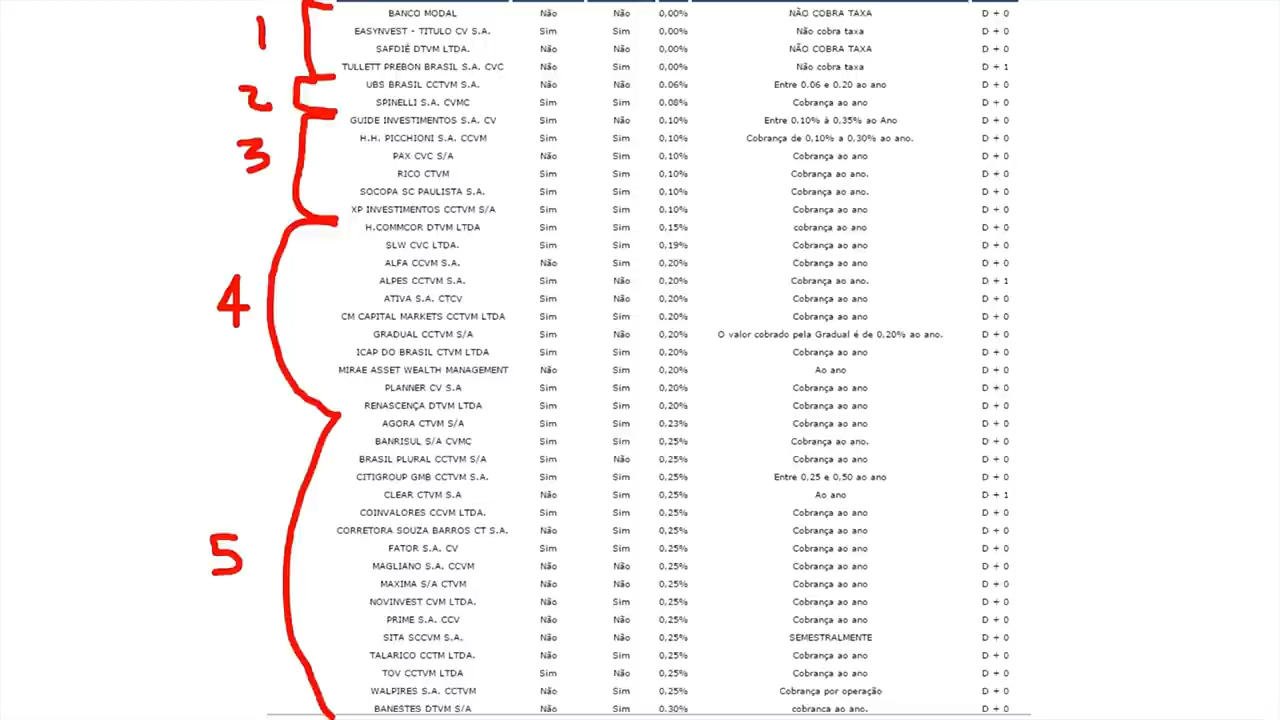 1
BANCO MODAL Não Não 0,00% NÃO COBRA TAXA D + 0
EASYNVEST - TITULO CV S.A. Sim Sim 0,00% Não cobra taxa D + 0
SAFDIÉ DTVM LTDA. Não Não 0,00% NÃO COBRA TAXA D + 0
TULLETT PREBON BRASIL S.A. CVC Não Sim 0,00% Não cobra taxa D + 1
2
UBS BRASIL CCTVM S.A. Não Não 0,06% Entre 0.06 e 0.20 ao ano D + 0
SPINELLI S.A. CVMC Sim Sim 0,08% Cobrança ao ano D + 0
3
GUIDE INVESTIMENTOS S.A. CV Sim Não 0,10% Entre 0.10% à 0,35% ao Ano D + 0
H.H. PICCHIONI S.A. CCVM Sim Sim 0,10% Cobrança de 0,10% a 0,30% ao ano. D + 0
PAX CVC S/A Não Sim 0,10% Cobrança ao ano D + 0
RICO CTVM Sim Sim 0,10% Cobrança ao ano. D + 0
SOCOPA SC PAULISTA S.A. Sim Sim 0,10% Cobrança ao ano. D + 0
XP INVESTIMENTOS CCTVM S/A Sim Sim 0,10% Cobrança ao ano D + 0
4
H.COMMCOR DTVM LTDA Sim Sim 0,15% cobrança ao ano D + 0
SLW CVC LTDA. Sim Sim 0,19% Cobrança ao ano D + 0
ALFA CCVM S.A. Não Sim 0,20% Cobrança ao ano D + 0
ALPES CCTVM S.A. Sim Não 0,20% Cobrança ao ano. D + 1
ATIVA S.A. CTCV Sim Não 0,20% Cobrança ao ano D + 0
CM CAPITAL MARKETS CCTVM LTDA Sim Sim 0,20% Cobrança ao ano D + 0
GRADUAL CCTVM S/A Sim Não 0,20% O valor cobrado pela Gradual é de 0,20% ao ano. D + 0
ICAP DO BRASIL CTVM LTDA Sim Sim 0,20% Cobrança ao ano D + 0
MIRAE ASSET WEALTH MANAGEMENT Não Sim 0,20% Ao ano D + 0
PLANNER CV S.A Sim Sim 0,20% Cobrança ao ano D + 0
RENASCENÇA DTVM LTDA Sim Sim 0,20% Cobrança ao ano D + 0
5
AGORA CTVM S/A Sim Sim 0,23% Cobrança ao ano D + 0
BANRISUL S/A CVMC Sim Sim 0,25% Cobrança ao ano. D + 0
BRASIL PLURAL CCTVM S/A Sim Não 0,25% Cobrança ao ano D + 0
CITIGROUP GMB CCTVM S.A. Sim Sim 0,25% Entre 0,25 e 0,50 ao ano D + 0
CLEAR CTVM S.A Não Sim 0,25% Ao ano D + 1
COINVALORES CCVM LTDA. Sim Sim 0,25% Cobrança ao ano D + 0
CORRETORA SOUZA BARROS CT S.A. Não Sim 0,25% Cobrança ao ano D + 0
FATOR S.A. CV Sim Sim 0,25% Cobrança ao ano D + 0
MAGLIANO S.A. CCVM Não Não 0,25% Cobrança ao ano D + 0
MAXIMA S/A CTVM Não Não 0,25% Cobrança ao ano D + 0
NOVINVEST CVM LTDA. Não Sim 0,25% Cobrança ao ano D + 0
PRIME S.A. CCV Não Não 0,25% Cobrança ao ano D + 0
SITA SCCVM S.A. Não Não 0,25% SEMESTRALMENTE D + 0
TALARICO CCTM LTDA. Não Sim 0,25% Cobrança ao ano D + 0
TOV CCTVM LTDA Sim Não 0,25% Cobrança ao ano D + 0
WALPIRES S.A. CCTVM Não Sim 0,25% Cobrança por operação D + 0
BANESTES DTVM S/A Não Sim 0.30% cobranca ao ano. D + 0